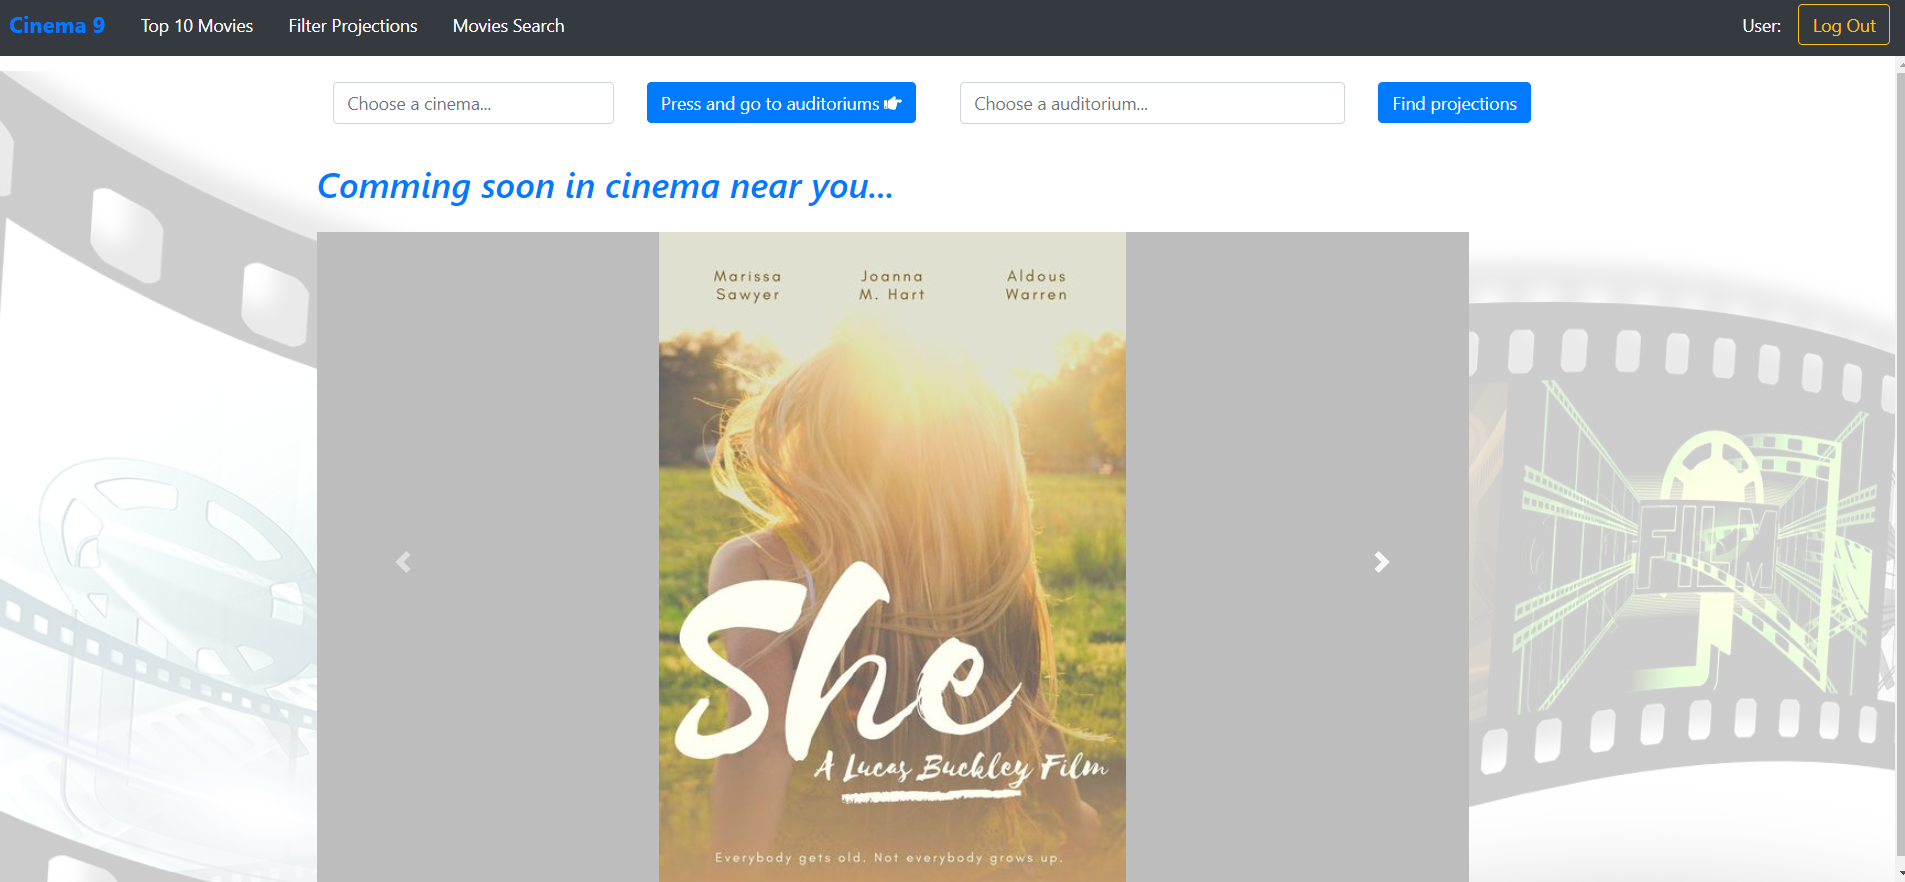 Cinema 9 Top 10 Movies Filter Projections Movies Search User: Log Out
Choose a cinema... Press and go to auditoriums Choose a auditorium... Find projections
Comming soon in cinema near you...
Marissa Sawyer
Joanna M. Hart
Aldous Warren
She
A Lucas Buckley Film
Everybody gets old. Not everybody grows up.
FILM
FILM